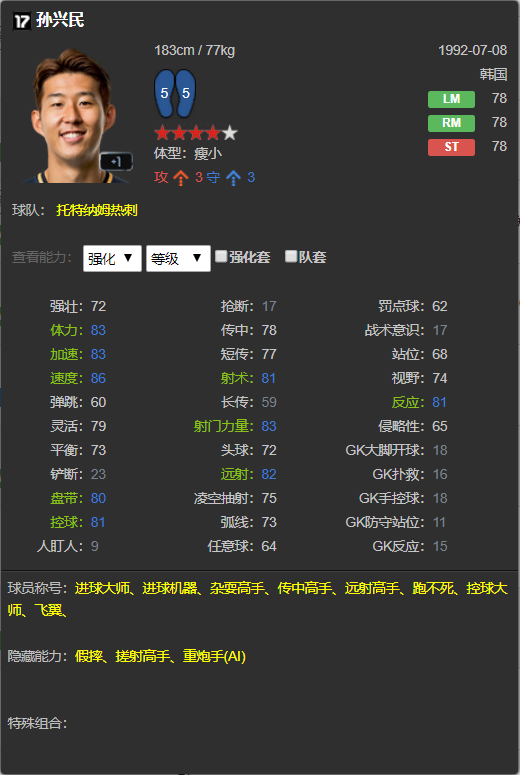 17 孙兴民
183cm / 77kg 1992-07-08
韩国
5 5 LM 78
RM 78
ST 78
+1
体型：瘦小
攻 3 守 3
球队： 托特纳姆热刺
查看能力： 强化 ▼ 等级 ▼ 强化套 队套
强壮：72 抢断：17 罚点球：62
体力：83 传中：78 战术意识：17
加速：83 短传：77 站位：68
速度：86 射术：81 视野：74
弹跳：60 长传：59 反应：81
灵活：79 射门力量：83 侵略性：65
平衡：73 头球：72 GK大脚开球：18
铲断：23 远射：82 GK扑救：16
盘带：80 凌空抽射：75 GK手控球：18
控球：81 弧线：73 GK防守站位：11
人盯人：9 任意球：64 GK反应：15
球员称号：进球大师、进球机器、杂耍高手、传中高手、远射高手、跑不死、控球大
师、飞翼、
隐藏能力：假摔、搓射高手、重炮手(AI)
特殊组合：